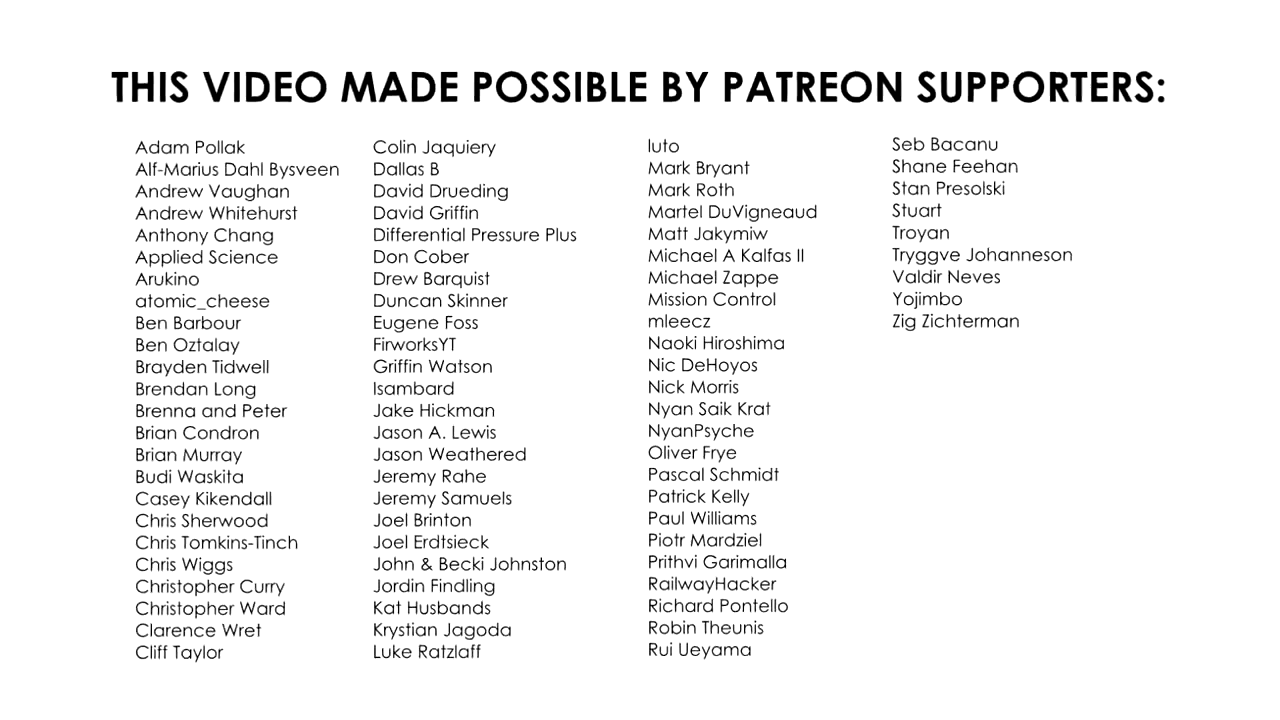 THIS VIDEO MADE POSSIBLE BY PATREON SUPPORTERS:
Adam Pollak
Alf-Marius Dahl Bysveen
Andrew Vaughan
Andrew Whitehurst
Anthony Chang
Applied Science
Arukino
atomic_cheese
Ben Barbour
Ben Oztalay
Brayden Tidwell
Brendan Long
Brenna and Peter
Brian Condron
Brian Murray
Budi Waskita
Casey Kikendall
Chris Sherwood
Chris Tomkins-Tinch
Chris Wiggs
Christopher Curry
Christopher Ward
Clarence Wret
Cliff Taylor
Colin Jaquiery
Dallas B
David Drueding
David Griffin
Differential Pressure Plus
Don Cober
Drew Barquist
Duncan Skinner
Eugene Foss
FirworksYT
Griffin Watson
Isambard
Jake Hickman
Jason A. Lewis
Jason Weathered
Jeremy Rahe
Jeremy Samuels
Joel Brinton
Joel Erdtsieck
John & Becki Johnston
Jordin Findling
Kat Husbands
Krystian Jagoda
Luke Ratzlaff
luto
Mark Bryant
Mark Roth
Martel DuVigneaud
Matt Jakymiw
Michael A Kalfas II
Michael Zappe
Mission Control
mleecz
Naoki Hiroshima
Nic DeHoyos
Nick Morris
Nyan Saik Krat
NyanPsyche
Oliver Frye
Pascal Schmidt
Patrick Kelly
Paul Williams
Piotr Mardziel
Prithvi Garimalla
RailwayHacker
Richard Pontello
Robin Theunis
Rui Ueyama
Seb Bacanu
Shane Feehan
Stan Presolski
Stuart
Troyan
Tryggve Johanneson
Valdir Neves
Yojimbo
Zig Zichterman